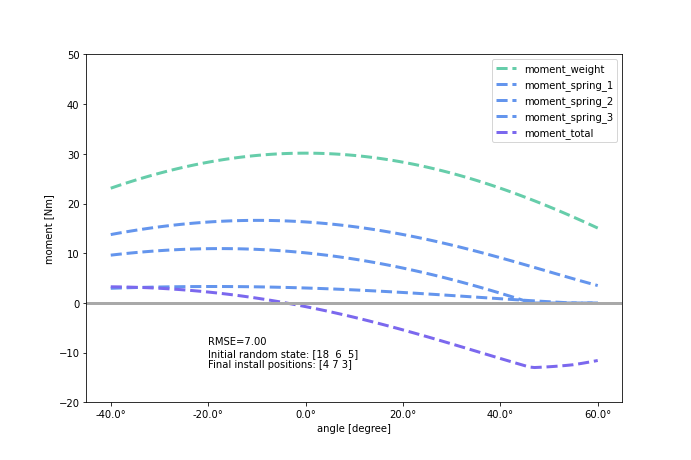 50
40
30
20
10
0
−10
−20
moment [Nm]
moment_weight
moment_spring_1
moment_spring_2
moment_spring_3
moment_total
RMSE=7.00
Initial random state: [18  6  5]
Final install positions: [4 7 3]
-40.0° -20.0° 0.0° 20.0° 40.0° 60.0°
angle [degree]